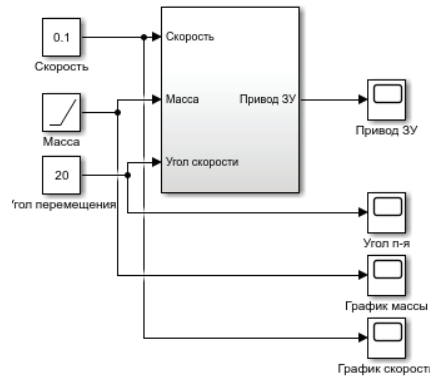 0.1
Скорость
Масса
20
Угол перемещения
Скорость
Масса
Угол скорости
Привод ЗУ
Привод ЗУ
Угол п-я
График массы
График скорост